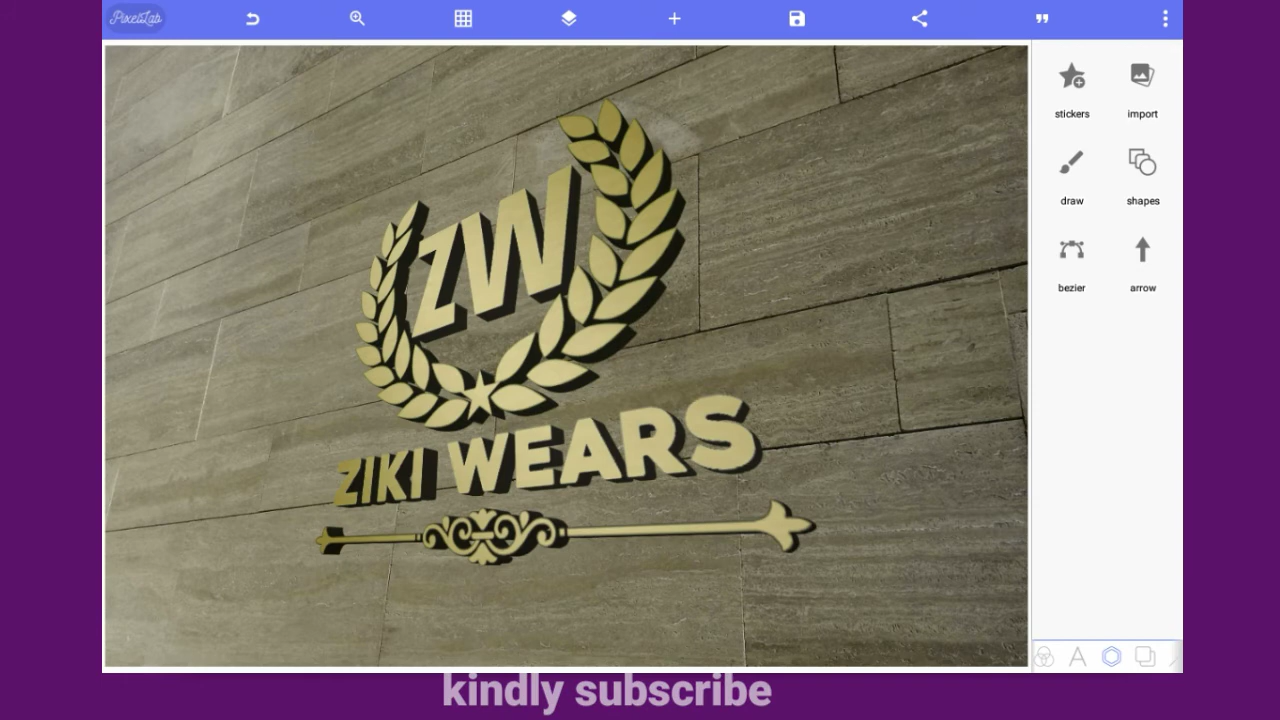 PixelLab
stickers
import
draw
shapes
bezier
arrow
ZW
ZIKI WEARS
kindly subscribe